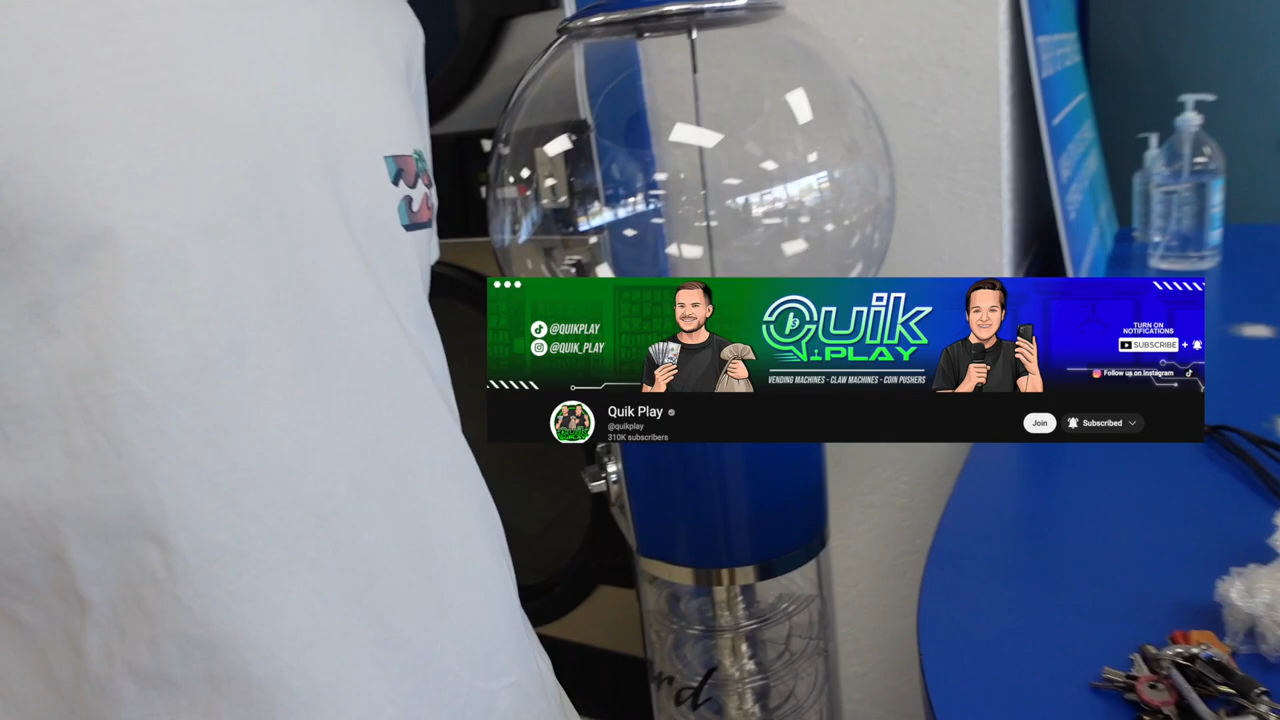 @QUIKPLAY
@QUIK_PLAY
Quik
PLAY
VENDING MACHINES - CLAW MACHINES - COIN PUSHERS
TURN ON
NOTIFICATIONS
SUBSCRIBE +
Follow us on Instagram
Quik Play
@quikplay
310K subscribers
Join
Subscribed
rd